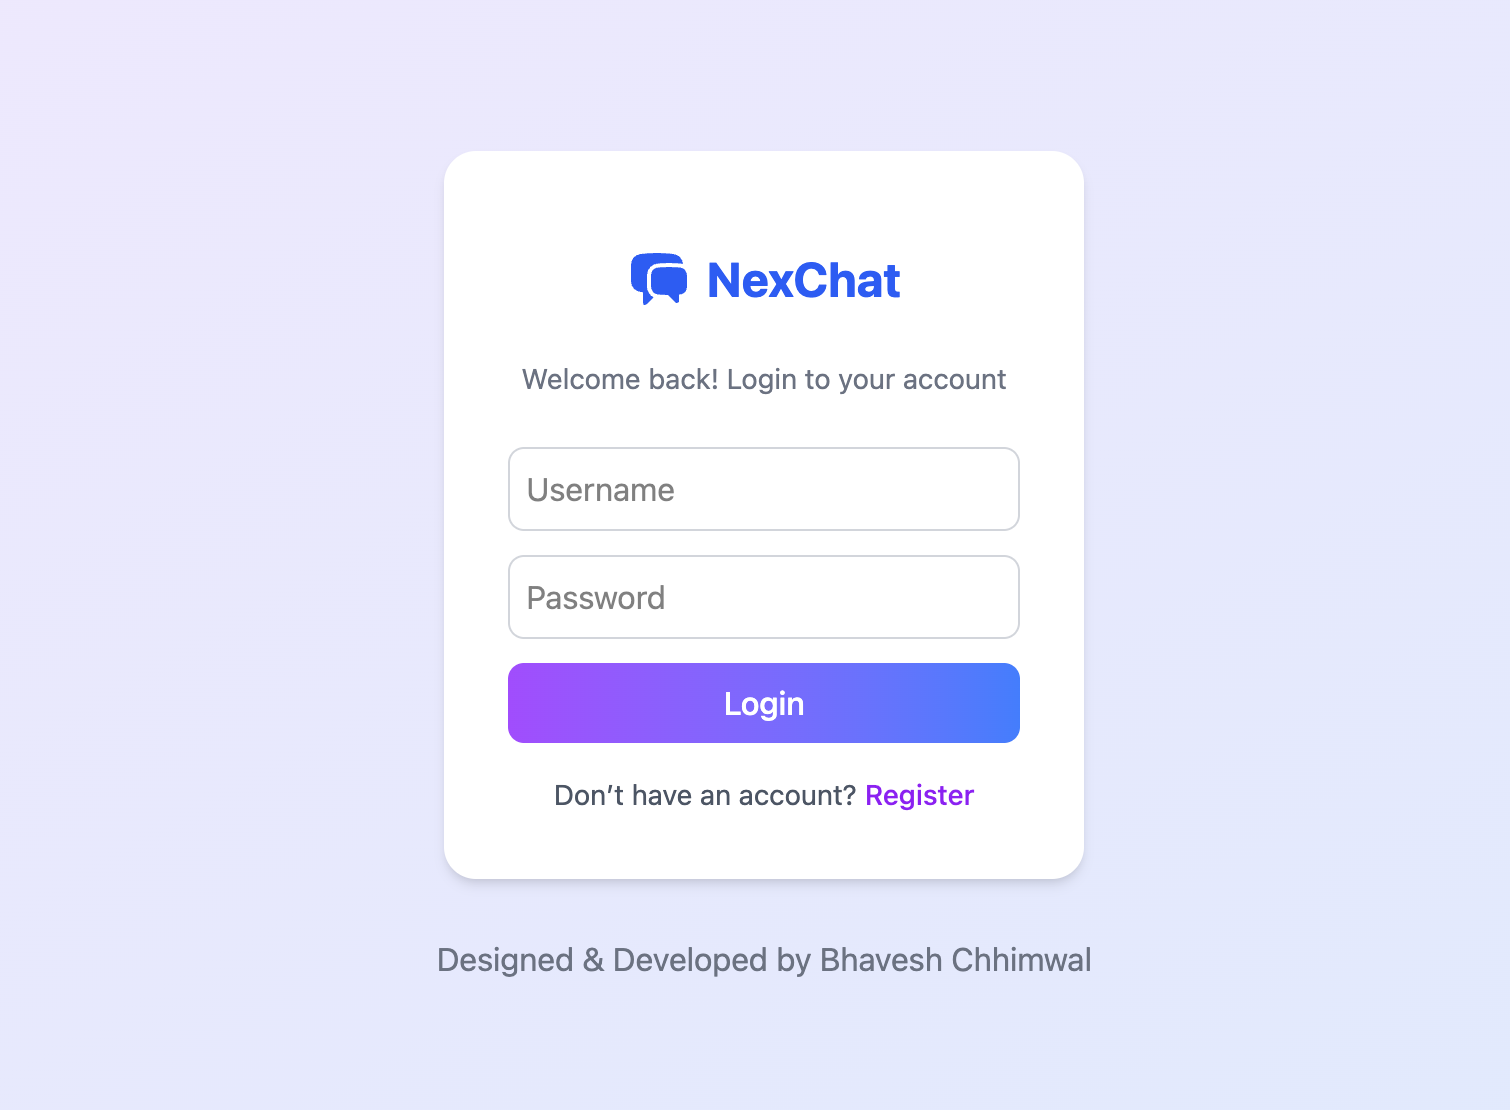 NexChat
Welcome back! Login to your account
Username
Password
Login
Don’t have an account? Register
Designed & Developed by Bhavesh Chhimwal